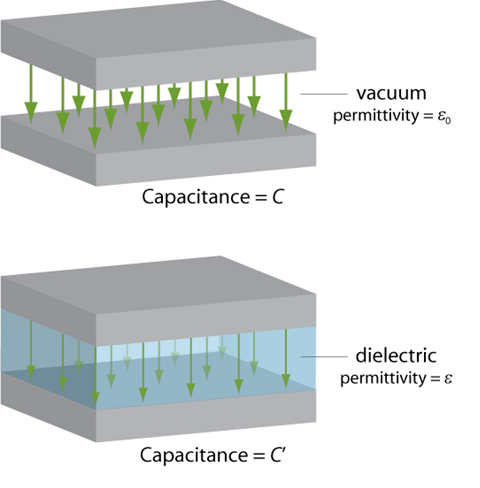 vacuum
permittivity = ε₀
Capacitance = C
dielectric
permittivity = ε
Capacitance = C'